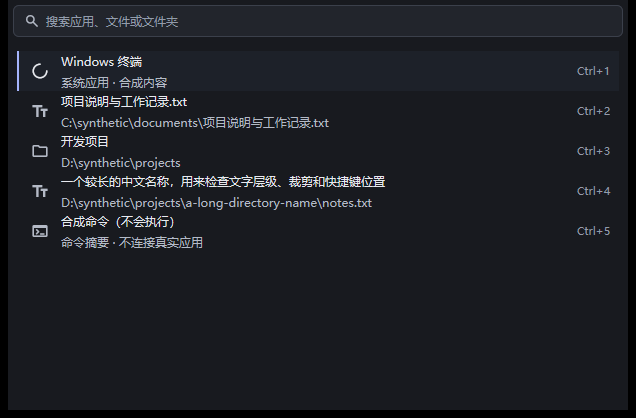 搜索应用、文件或文件夹
Windows 终端
系统应用 · 合成内容
Ctrl+1
项目说明与工作记录.txt
C:\synthetic\documents\项目说明与工作记录.txt
Ctrl+2
开发项目
D:\synthetic\projects
Ctrl+3
一个较长的中文名称，用来检查文字层级、裁剪和快捷键位置
D:\synthetic\projects\a-long-directory-name\notes.txt
Ctrl+4
合成命令（不会执行）
命令摘要 · 不连接真实应用
Ctrl+5